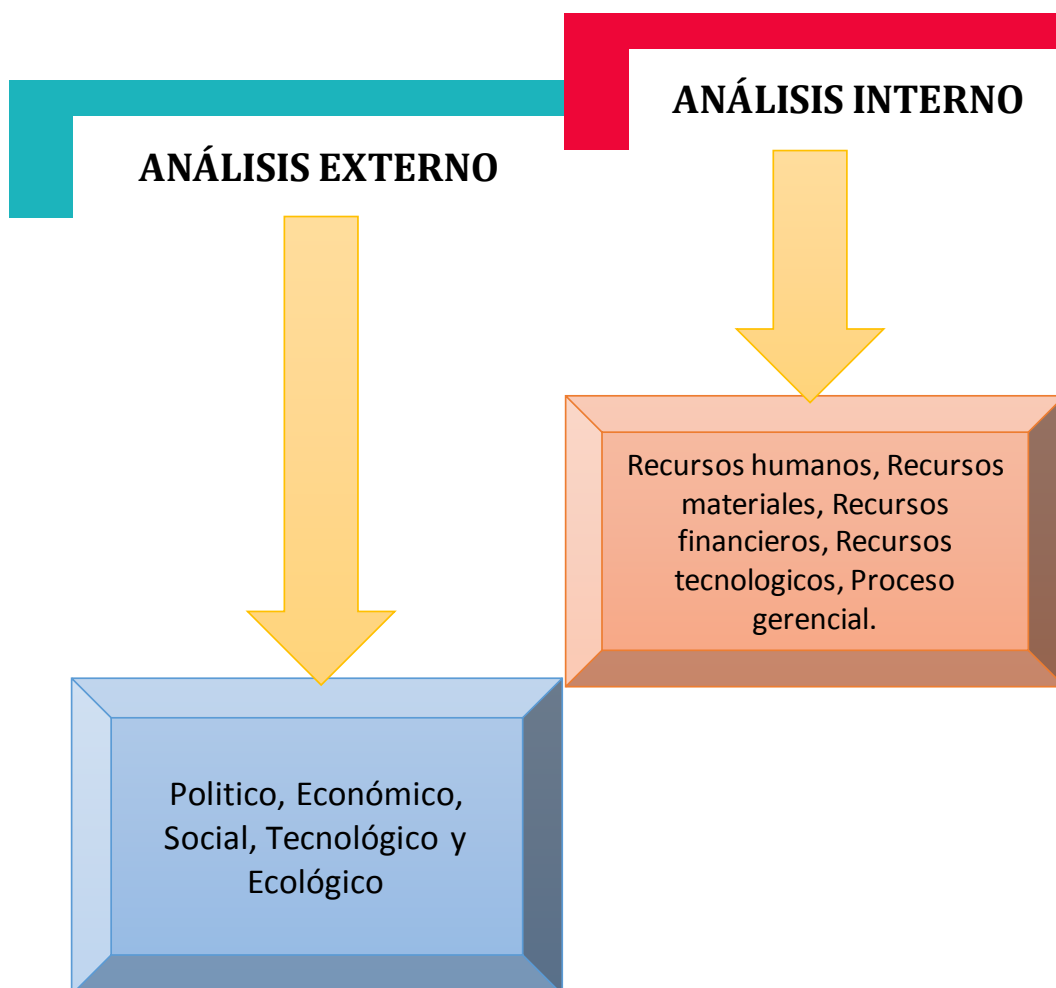 ANÁLISIS EXTERNO
Politico, Económico,
Social, Tecnológico y
Ecológico
ANÁLISIS INTERNO
Recursos humanos, Recursos
materiales, Recursos
financieros, Recursos
tecnologicos, Proceso
gerencial.